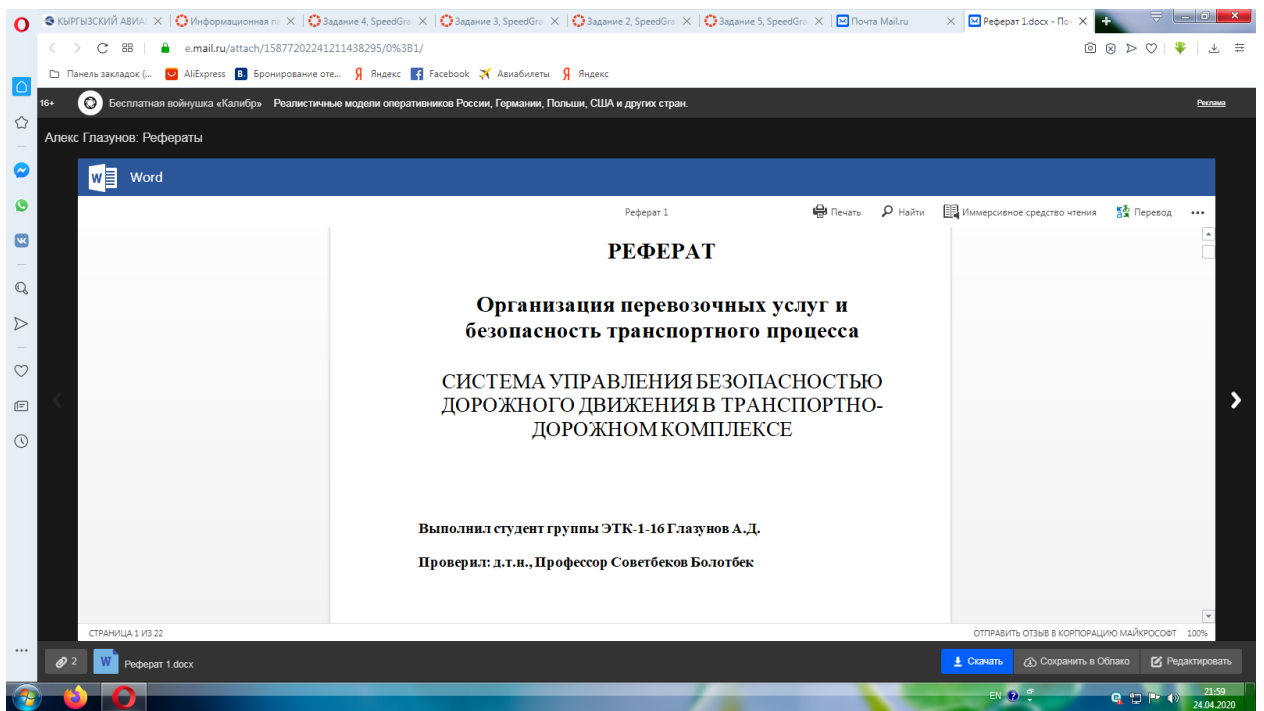 КЫРГЫЗСКИЙ АВИА
Информационная па
Задание 4, SpeedGra
Задание 3, SpeedGra
Задание 2, SpeedGra
Задание 5, SpeedGra
Почта Mail.ru
Реферат 1.docx - По
e.mail.ru/attach/15877202241211438295/0%3B1/
Панель закладок (... AliExpress Бронирование оте... Яндекс Facebook Авиабилеты Яндекс
16+ Бесплатная войнушка «Калибр» Реалистичные модели оперативников России, Германии, Польши, США и других стран. Реклама
Алекс Глазунов: Рефераты
Word
Реферат 1 Печать Найти Иммерсивное средство чтения Перевод
РЕФЕРАТ
Организация перевозочных услуг и
безопасность транспортного процесса
СИСТЕМА УПРАВЛЕНИЯ БЕЗОПАСНОСТЬЮ
ДОРОЖНОГО ДВИЖЕНИЯ В ТРАНСПОРТНО-
ДОРОЖНОМ КОМПЛЕКСЕ
Выполнил студент группы ЭТК-1-16 Глазунов А.Д.
Проверил: д.т.н., Профессор Советбеков Болотбек
СТРАНИЦА 1 ИЗ 22 ОТПРАВИТЬ ОТЗЫВ В КОРПОРАЦИЮ МАЙКРОСОФТ 100%
2 Реферат 1.docx Скачать Сохранить в Облако Редактировать
EN 21:59
24.04.2020